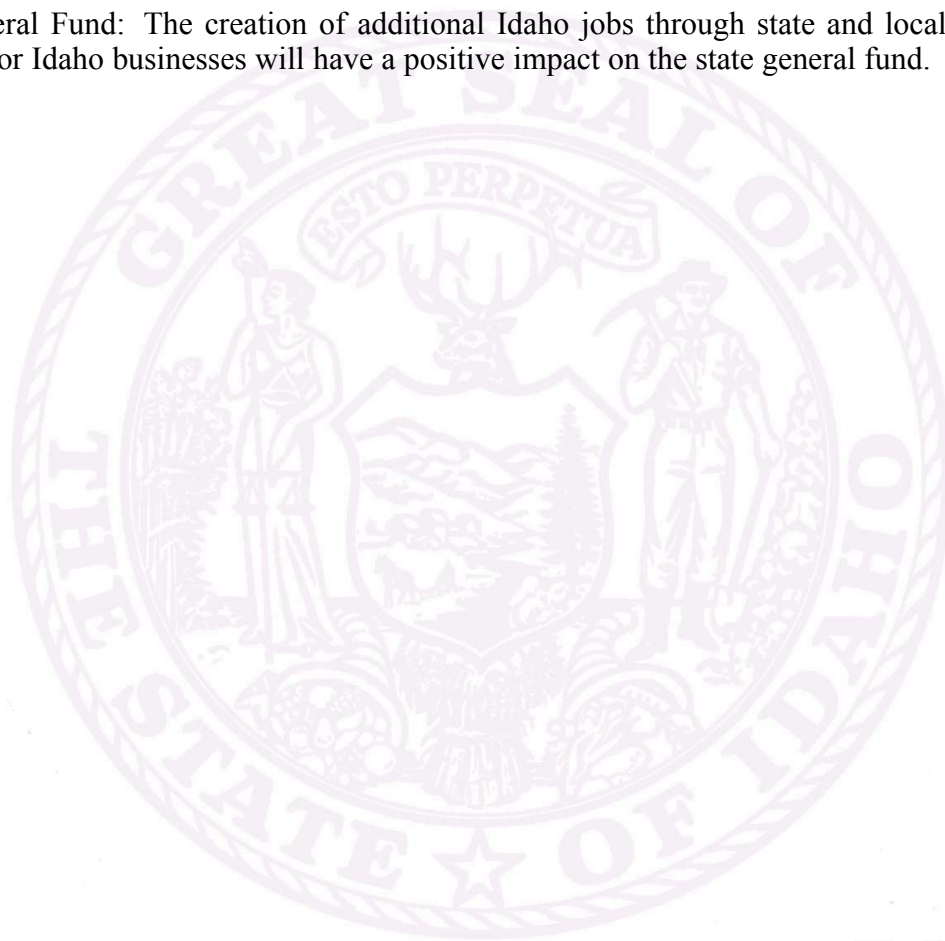 eral Fund: The creation of additional Idaho jobs through state and local
or Idaho businesses will have a positive impact on the state general fund.
GREAT SEAL OF
ESTO PERPETUA
THE STATE OF IDAHO